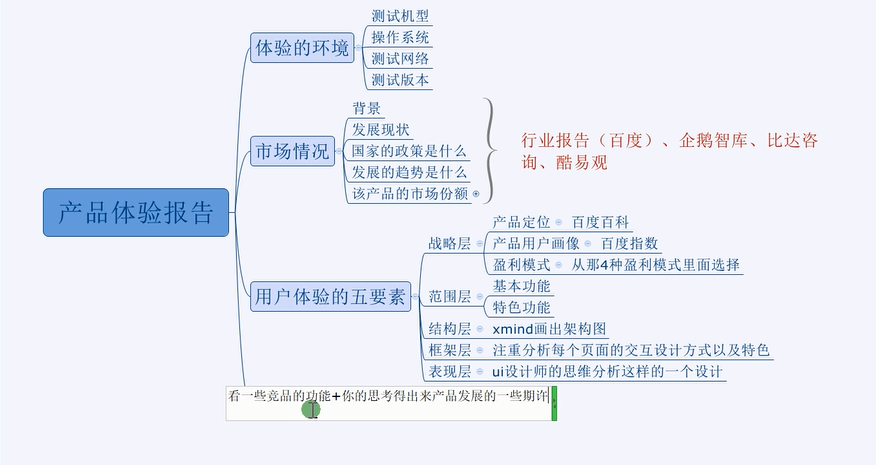 产品体验报告
体验的环境
测试机型
操作系统
测试网络
测试版本
市场情况
背景
发展现状
国家的政策是什么
发展的趋势是什么
该产品的市场份额
行业报告（百度）、企鹅智库、比达咨
询、酷易观
用户体验的五要素
战略层
产品定位
百度百科
产品用户画像
百度指数
盈利模式
从那4种盈利模式里面选择
范围层
基本功能
特色功能
结构层
xmind画出架构图
框架层
注重分析每个页面的交互设计方式以及特色
表现层
ui设计师的思维分析这样的一个设计
看一些竞品的功能+你的思考得出来产品发展的一些期许